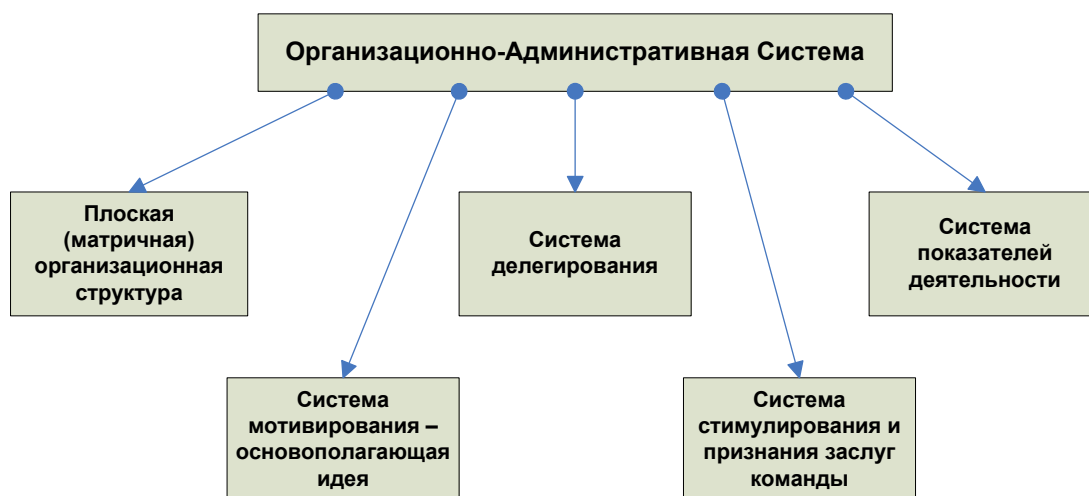 Организационно-Административная Система
Плоская
(матричная)
организационная
структура
Система
делегирования
Система
показателей
деятельности
Система
мотивирования –
основополагающая
идея
Система
стимулирования и
признания заслуг
команды